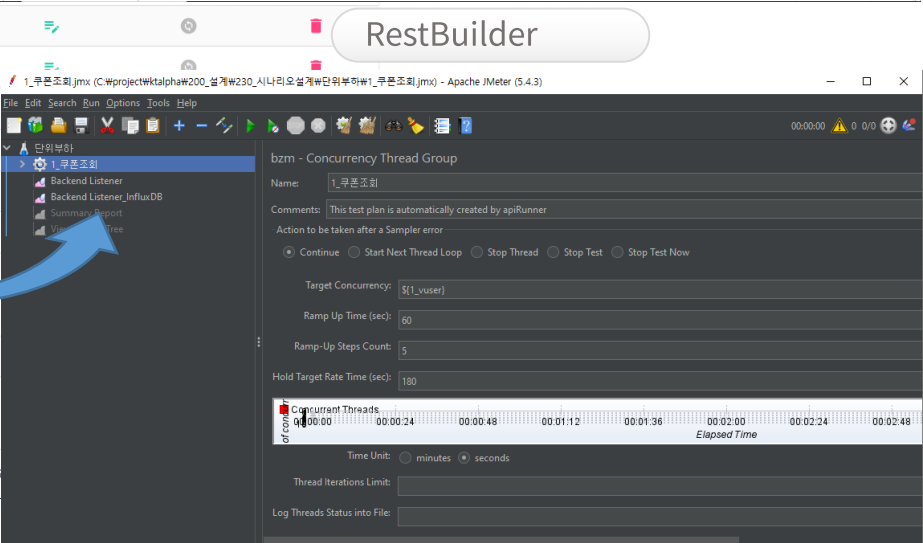 RestBuilder
1_쿠폰조회.jmx (C:₩project₩ktalpha₩200_설계₩230_시나리오설계₩단위부하₩1_쿠폰조회.jmx) - Apache JMeter (5.4.3)
File Edit Search Run Options Tools Help
00:00:00 0 0/0
단위부하
1_쿠폰조회
Backend Listener
Backend Listener_InfluxDB
Summary Report
Tree
bzm - Concurrency Thread Group
Name: 1_쿠폰조회
Comments: This test plan is automatically created by apiRunner
Action to be taken after a Sampler error
Continue Start Next Thread Loop Stop Thread Stop Test Stop Test Now
Target Concurrency: ${1_vuser}
Ramp Up Time (sec): 60
Ramp-Up Steps Count: 5
Hold Target Rate Time (sec): 180
Concurrent Threads
of concurr
00:00:00 00:00:24 00:00:48 00:01:12 00:01:36 00:02:00 00:02:24 00:02:48
Elapsed Time
Time Unit: minutes seconds
Thread Iterations Limit:
Log Threads Status into File: